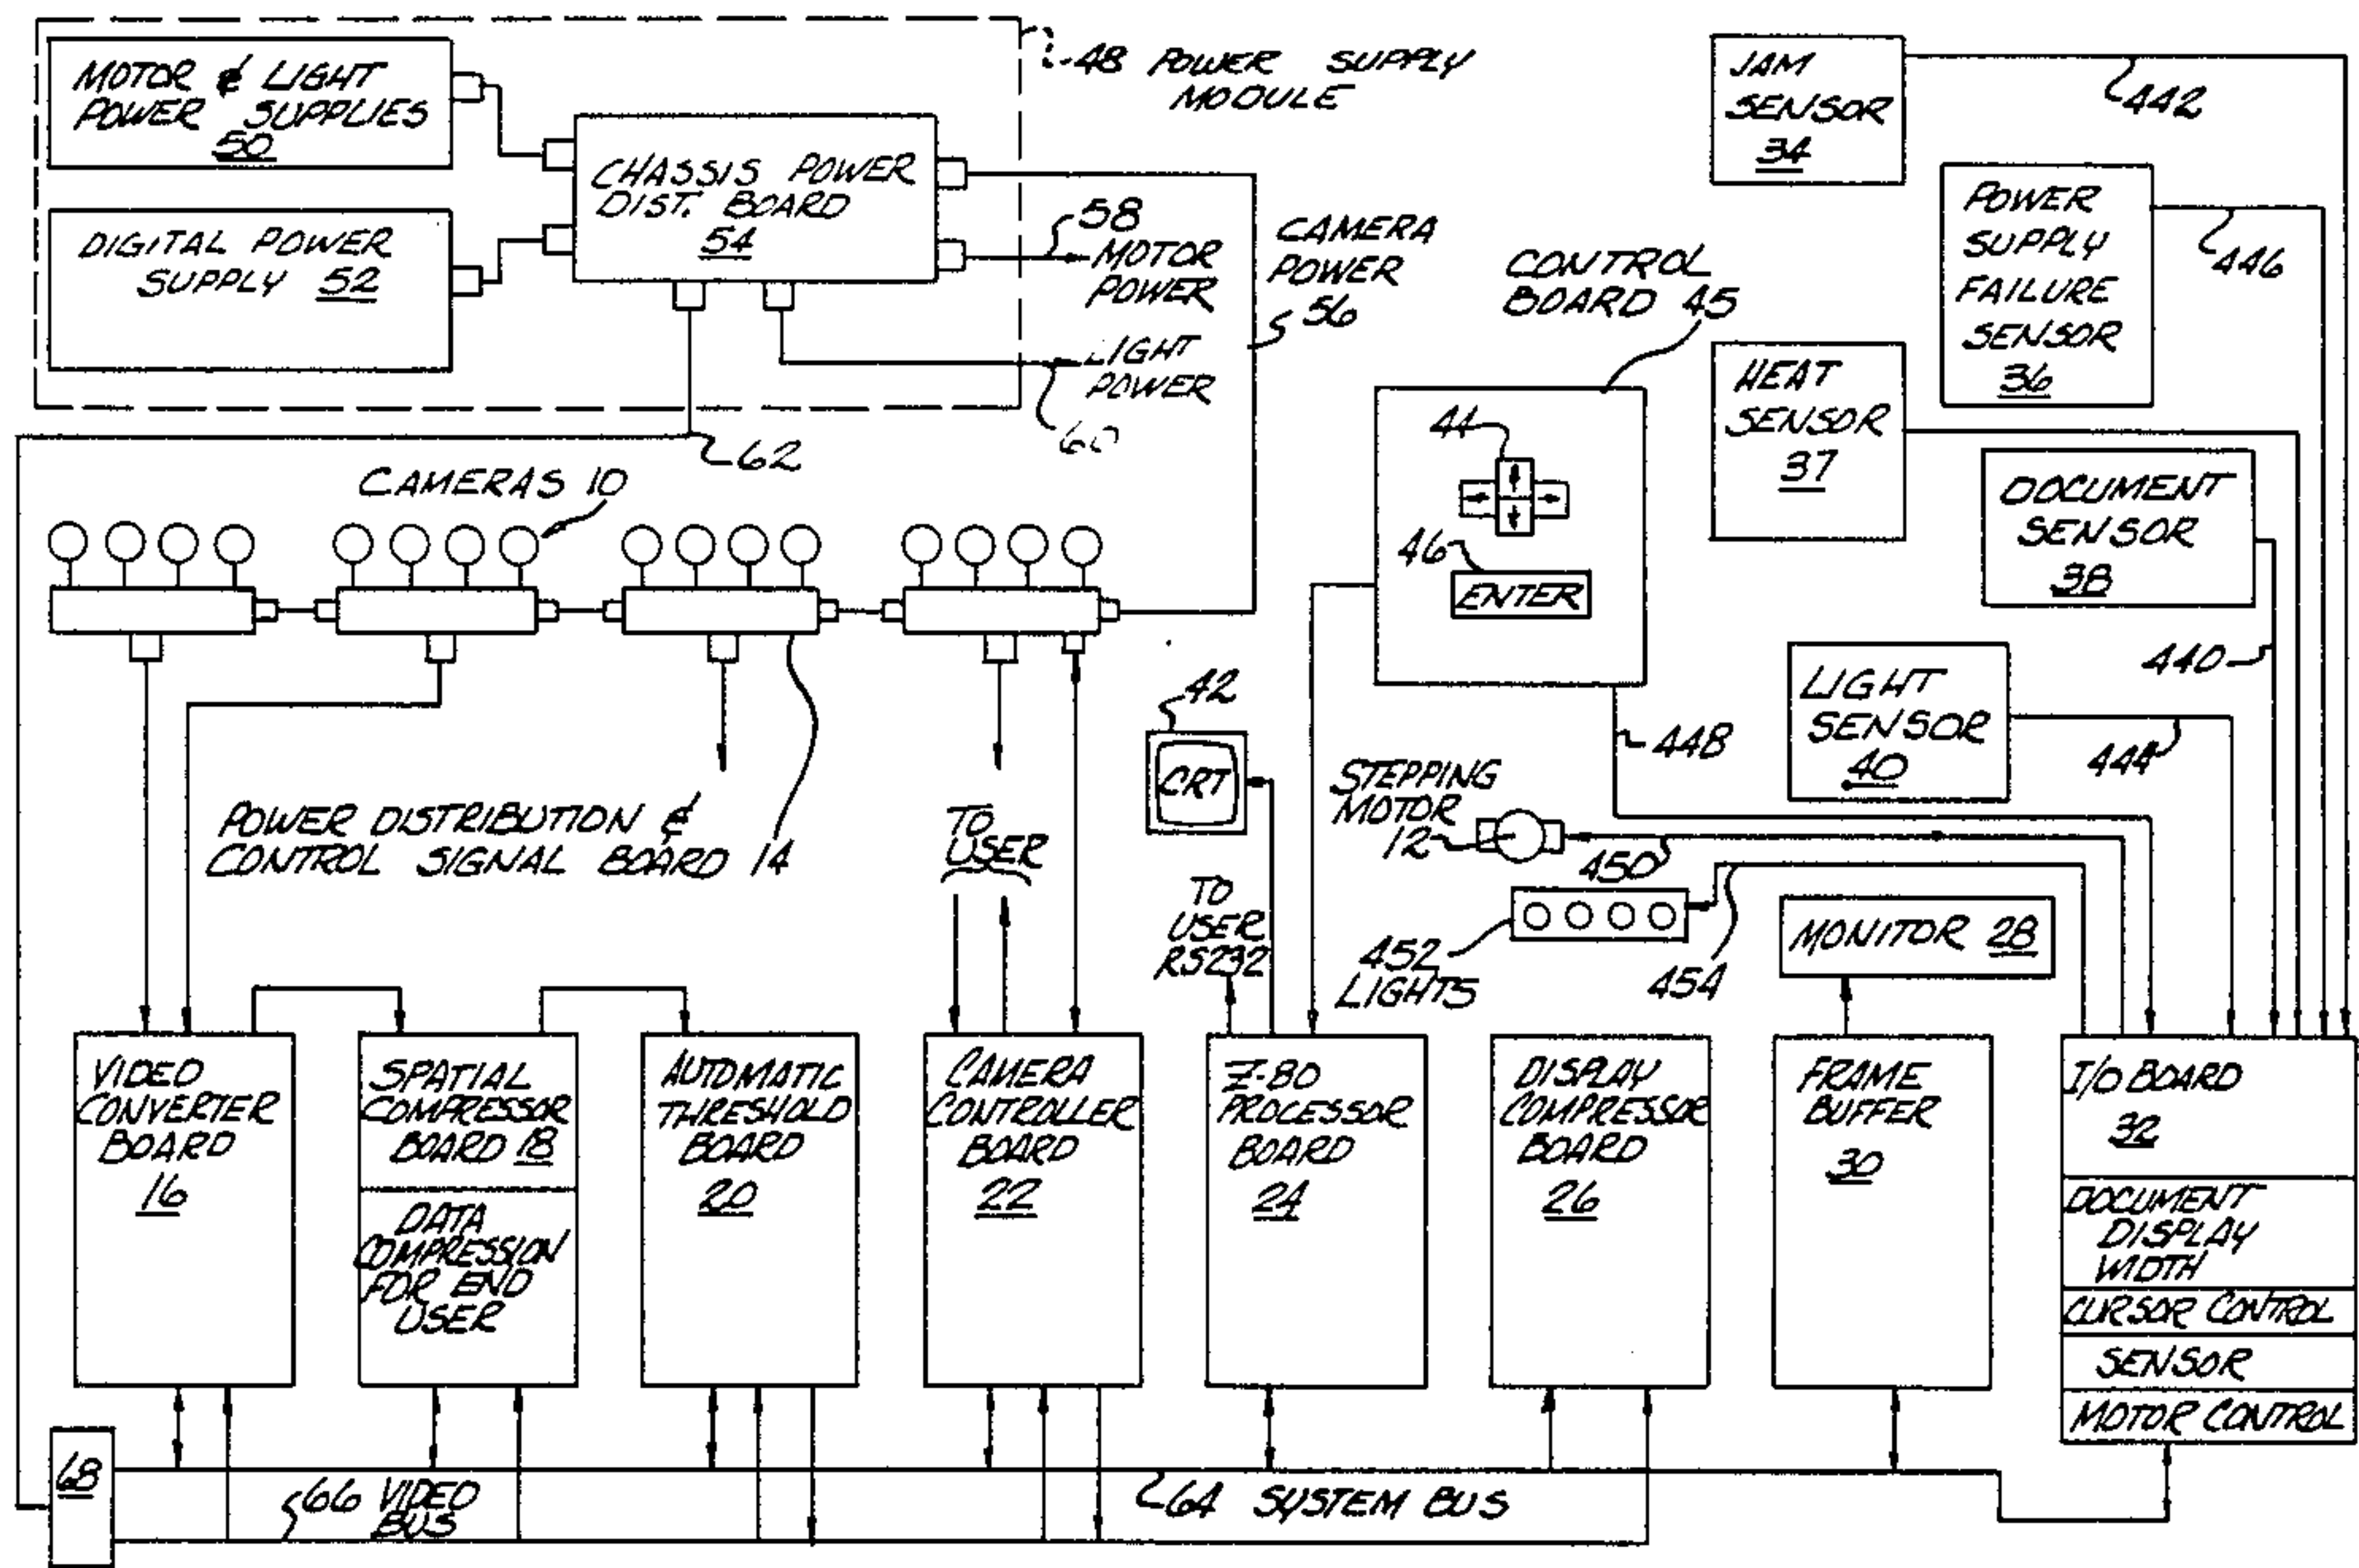 MOTOR & LIGHT
POWER SUPPLIES
50
DIGITAL POWER
SUPPLY 52
CHASSIS POWER
DIST. BOARD
54
48 POWER SUPPLY
MODULE
58
MOTOR
POWER
CAMERA
POWER
56
LIGHT
POWER
60
62
JAM
SENSOR
34
442
POWER
SUPPLY
FAILURE
SENSOR
36
446
CONTROL
BOARD 45
44
46
ENTER
HEAT
SENSOR
37
DOCUMENT
SENSOR
38
440
LIGHT
SENSOR
40
444
448
CAMERAS 10
POWER DISTRIBUTION &
CONTROL SIGNAL BOARD 14
TO
USER
42
CRT
STEPPING
MOTOR
12
450
TO
USER
RS232
452
LIGHTS
454
MONITOR 28
VIDEO
CONVERTER
BOARD
16
SPATIAL
COMPRESSOR
BOARD 18
DATA
COMPRESSION
FOR END
USER
AUTOMATIC
THRESHOLD
BOARD
20
CAMERA
CONTROLLER
BOARD
22
Z-80
PROCESSOR
BOARD
24
DISPLAY
COMPRESSOR
BOARD
26
FRAME
BUFFER
30
I/O BOARD
32
DOCUMENT
DISPLAY
WIDTH
CURSOR CONTROL
SENSOR
MOTOR CONTROL
68
66 VIDEO
BUS
64 SYSTEM BUS